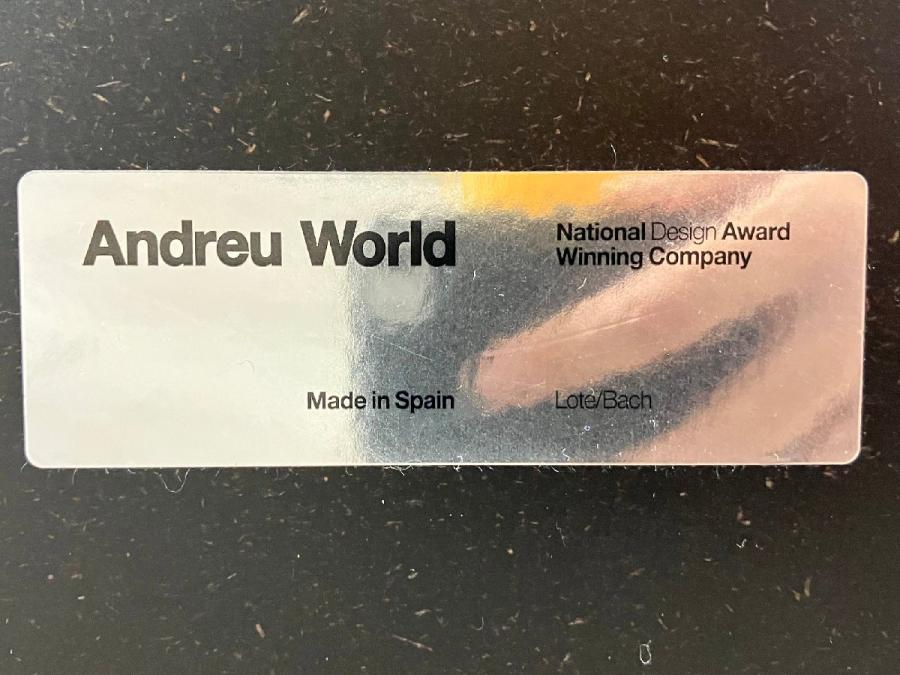 Andreu World
National Design Award
Winning Company
Made in Spain
Lote/Bach